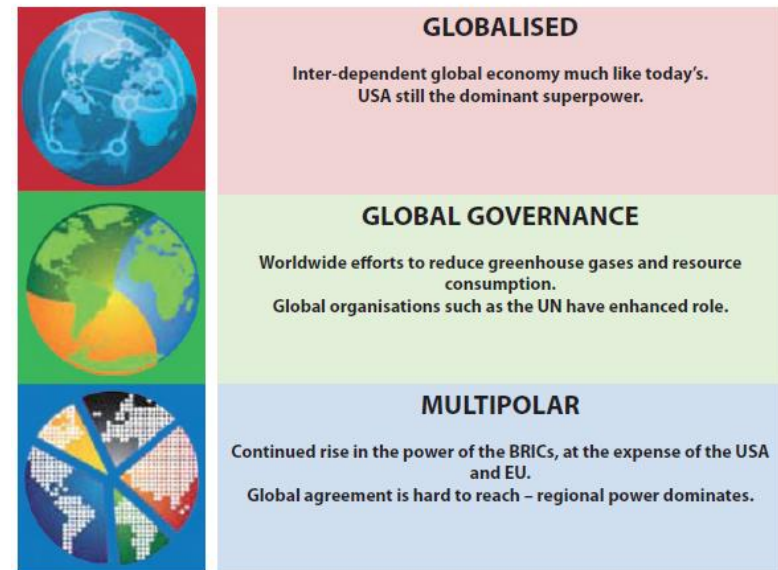 GLOBALISED
Inter-dependent global economy much like today's.
USA still the dominant superpower.
GLOBAL GOVERNANCE
Worldwide efforts to reduce greenhouse gases and resource
consumption.
Global organisations such as the UN have enhanced role.
MULTIPOLAR
Continued rise in the power of the BRICs, at the expense of the USA
and EU.
Global agreement is hard to reach – regional power dominates.